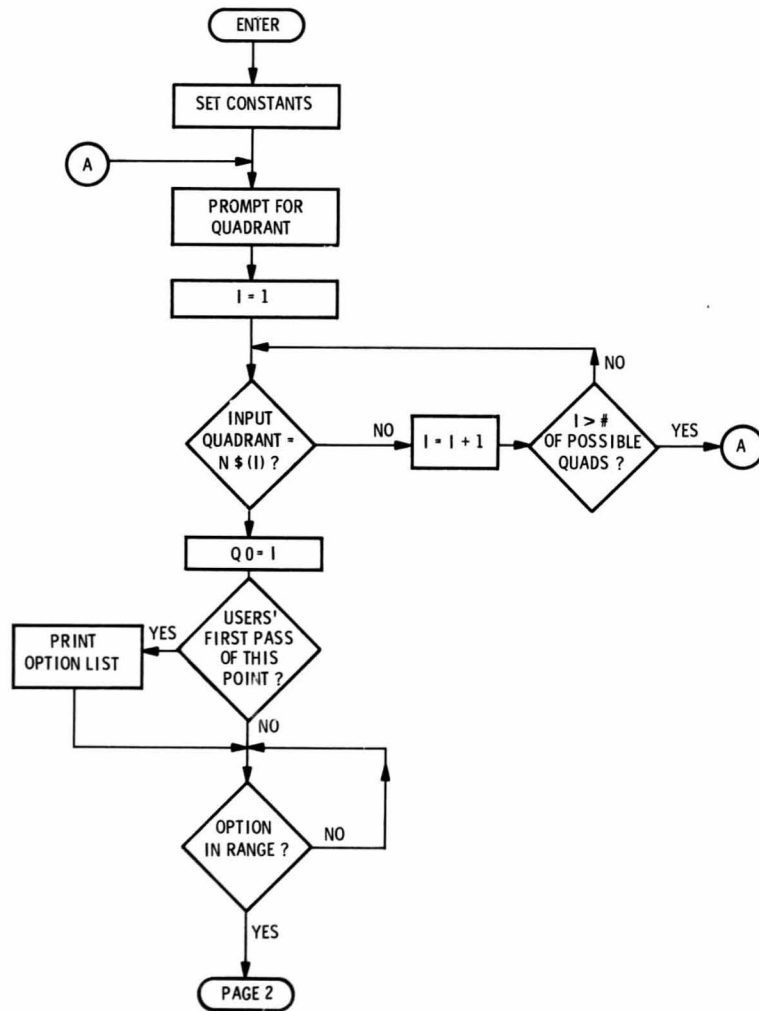 ENTER
SET CONSTANTS
A
PROMPT FOR
QUADRANT
I = 1
NO
INPUT
QUADRANT =
N $ (I) ?
NO
I = I + 1
I > #
OF POSSIBLE
QUADS ?
YES
A
Q0 = I
USERS'
FIRST PASS
OF THIS
POINT ?
YES
PRINT
OPTION LIST
NO
OPTION
IN RANGE ?
NO
YES
PAGE 2